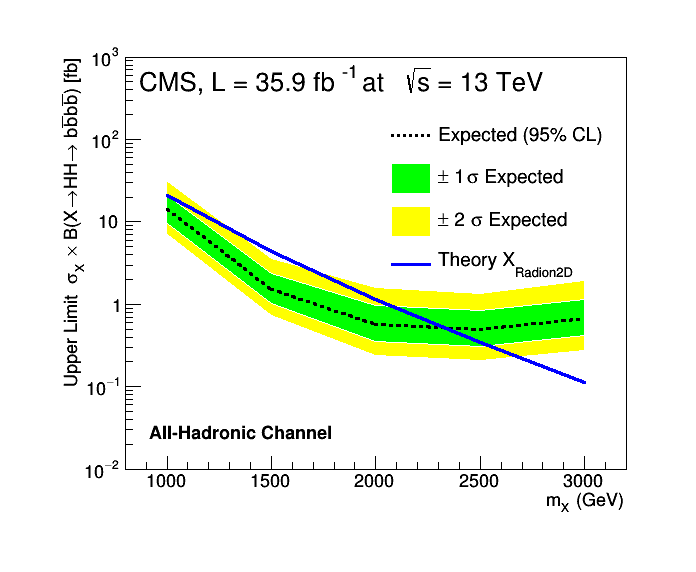 CMS, L = 35.9 fb⁻¹ at √s = 13 TeV
Expected (95% CL)
± 1σ Expected
± 2 σ Expected
Theory X_Radion2D
All-Hadronic Channel
Upper Limit σ_X × B(X→HH→ bb̅bb̅) [fb]
10³
10²
10
1
10⁻¹
10⁻²
1000 1500 2000 2500 3000
m_X (GeV)